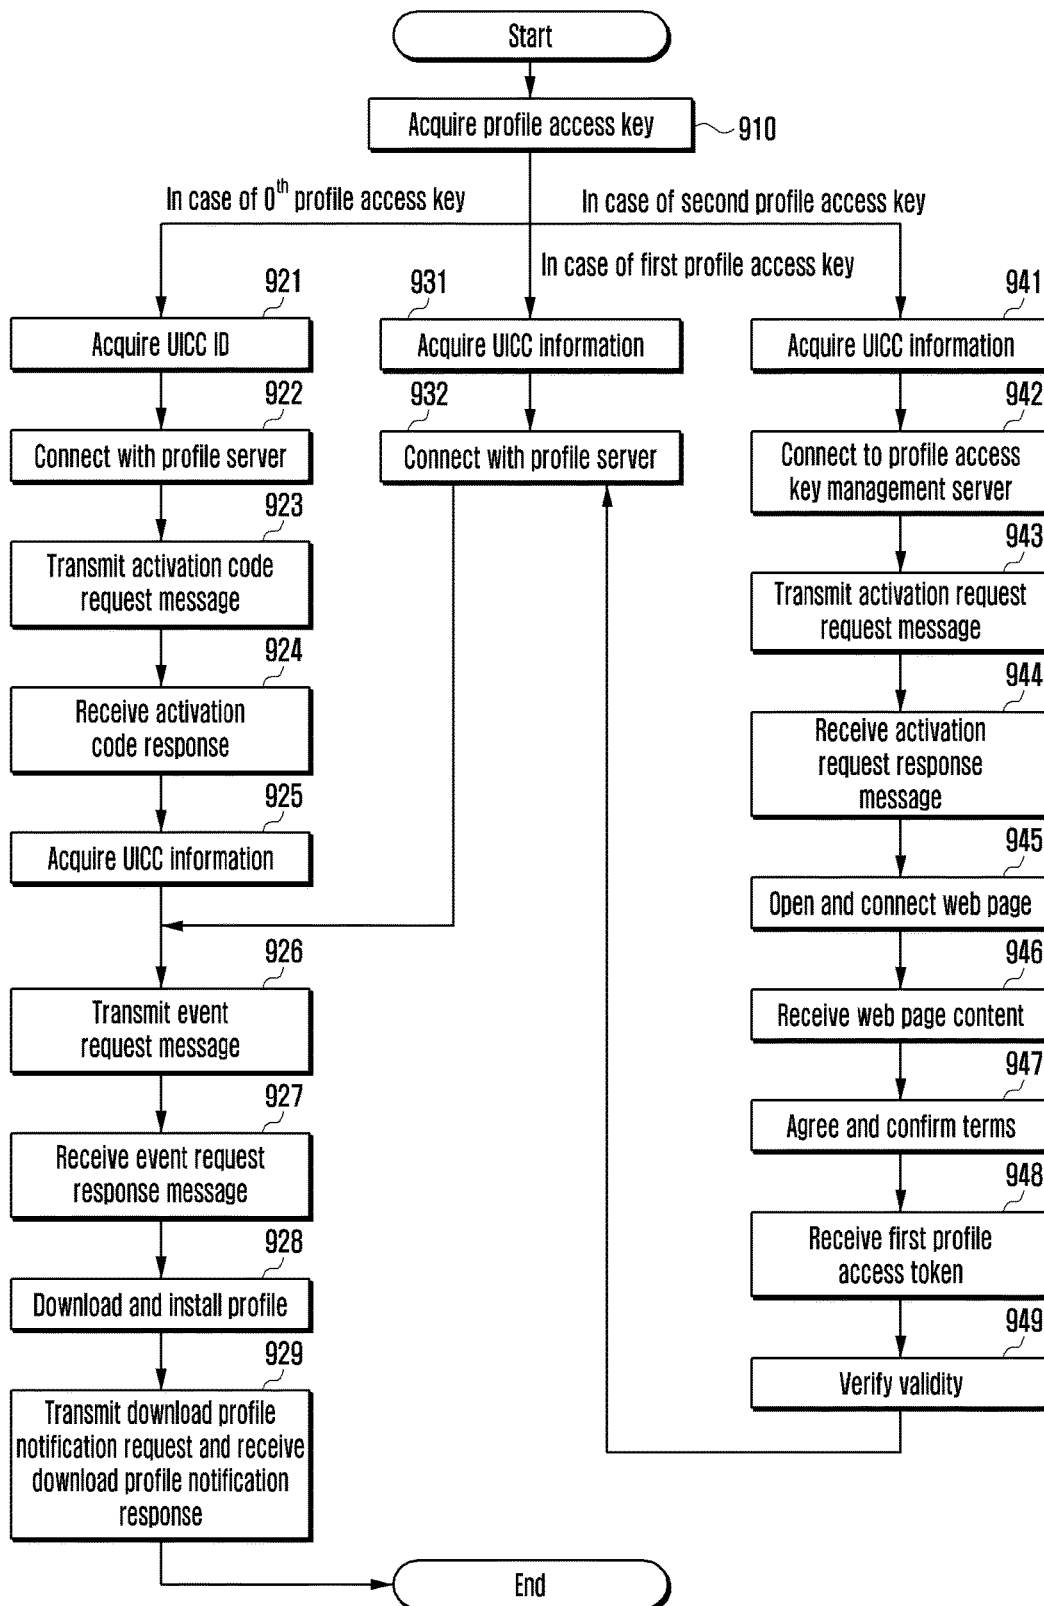 Start
Acquire profile access key
910
In case of 0th profile access key
In case of second profile access key
In case of first profile access key
921
Acquire UICC ID
922
Connect with profile server
923
Transmit activation code
request message
924
Receive activation
code response
925
Acquire UICC information
926
Transmit event
request message
927
Receive event request
response message
928
Download and install profile
929
Transmit download profile
notification request and receive
download profile notification
response
931
Acquire UICC information
932
Connect with profile server
941
Acquire UICC information
942
Connect to profile access
key management server
943
Transmit activation request
request message
944
Receive activation
request response
message
945
Open and connect web page
946
Receive web page content
947
Agree and confirm terms
948
Receive first profile
access token
949
Verify validity
End